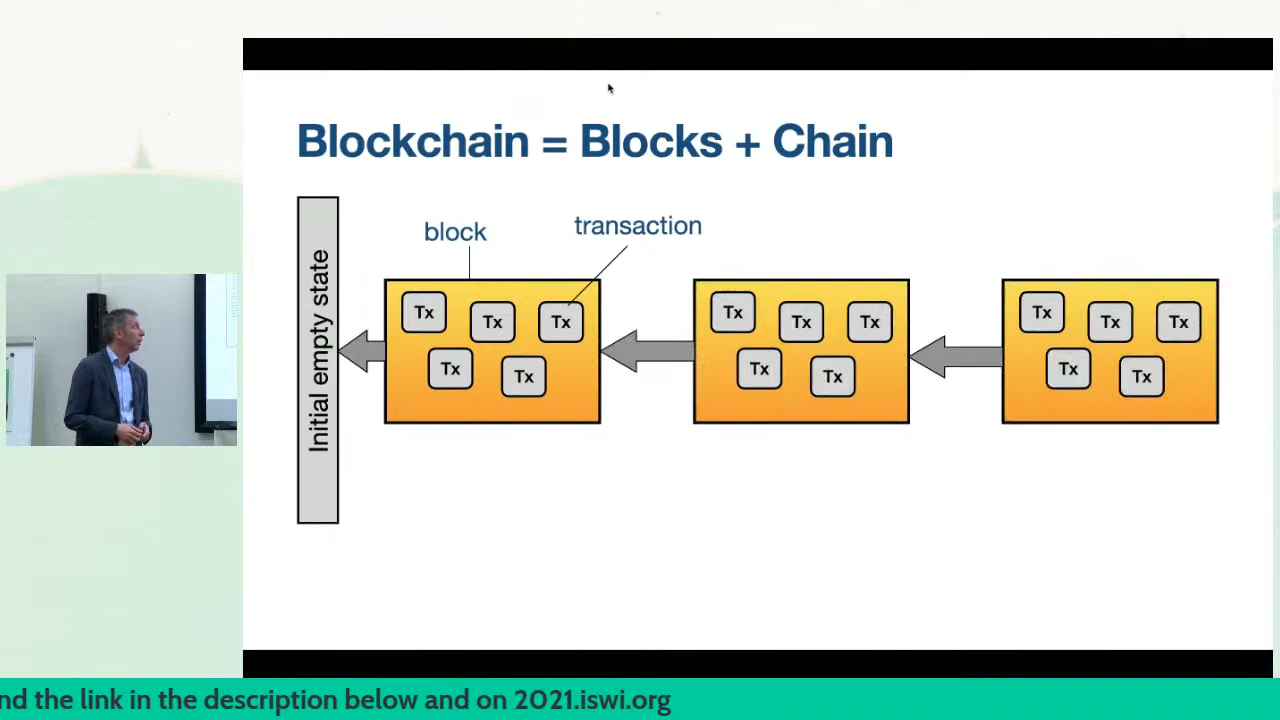 Blockchain = Blocks + Chain
block
transaction
Initial empty state
Tx Tx Tx
Tx Tx
Tx Tx Tx
Tx Tx
Tx Tx Tx
Tx Tx
nd the link in the description below and on 2021.iswi.org